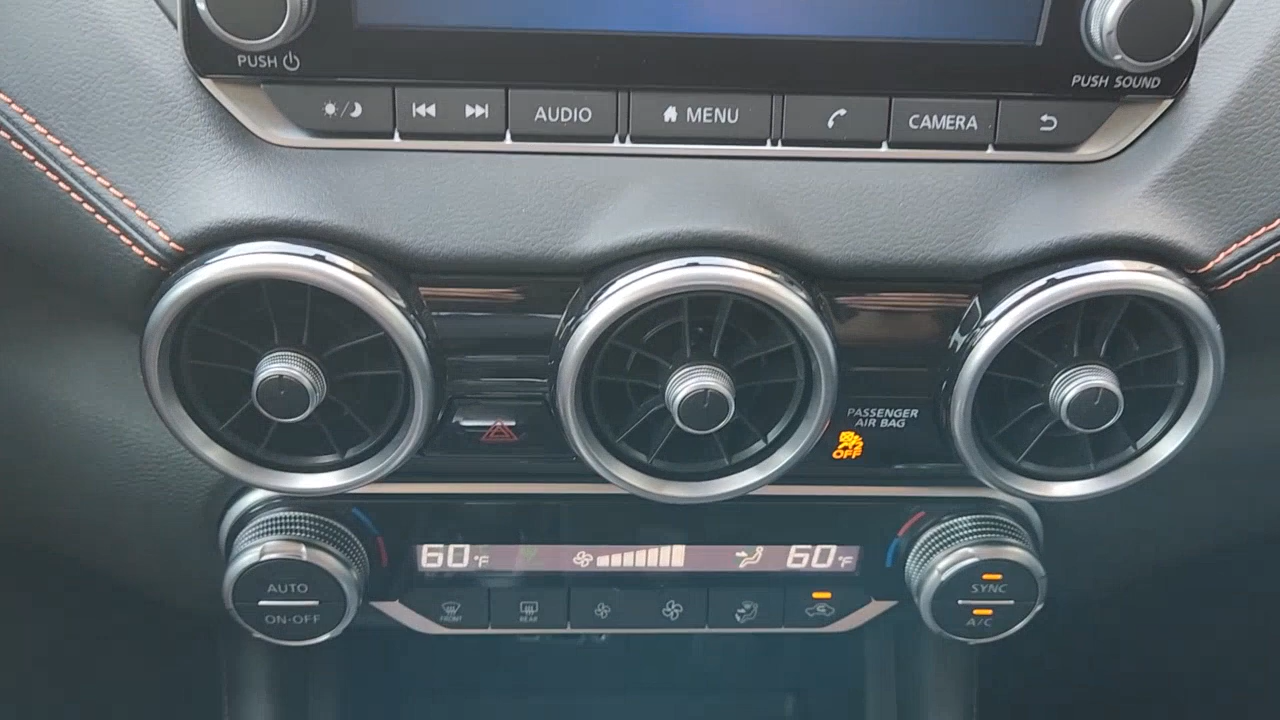 PUSH
PUSH SOUND
AUDIO
MENU
CAMERA
PASSENGER
AIR BAG
OFF
60°F
60°F
AUTO
ON·OFF
FRONT
REAR
SYNC
A/C